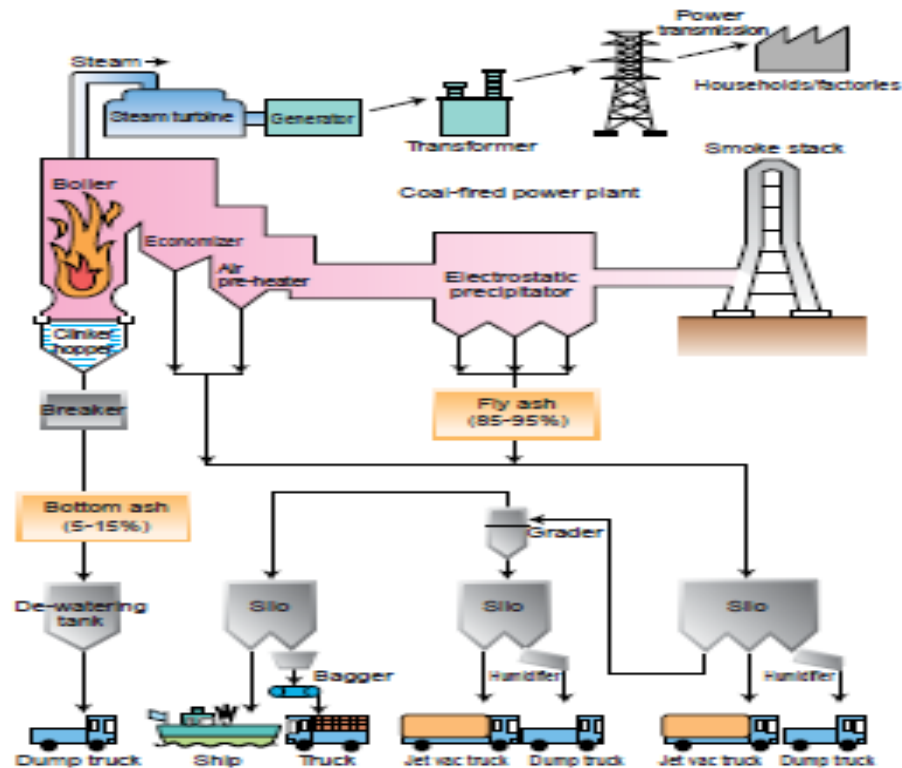 Power
transmission
Steam
Households/factories
Steam turbine
Generator
Transformer
Smoke stack
Boiler
Coal-fired power plant
Economizer
Air
pre-heater
Electrostatic
precipitator
Clinker
hopper
Breaker
Fly ash
(85-95%)
Bottom ash
(5-15%)
Grader
De-watering
tank
Silo
Silo
Silo
Bagger
Humidifier
Humidifier
Dump truck
Ship
Truck
Jet vac truck
Dump truck
Jet vac truck
Dump truck